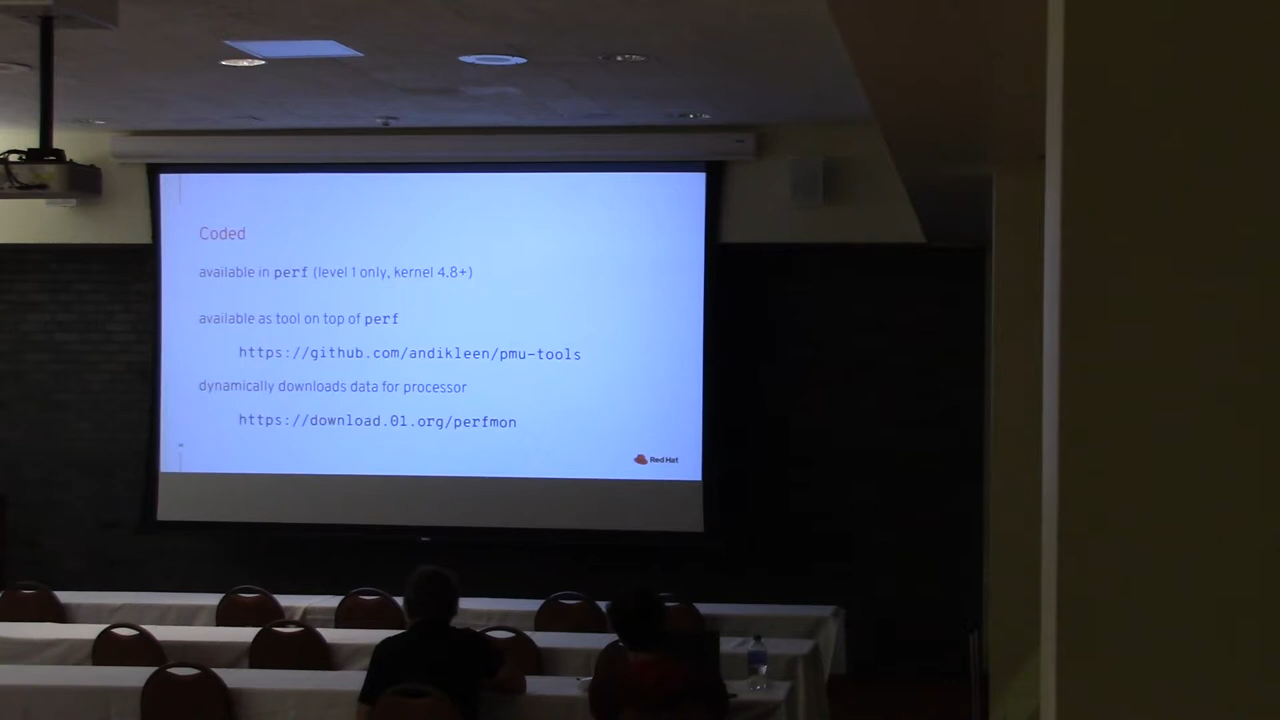 Coded
available in perf (level 1 only, kernel 4.8+)
available as tool on top of perf
https://github.com/andikleen/pmu-tools
dynamically downloads data for processor
https://download.01.org/perfmon
Red Hat